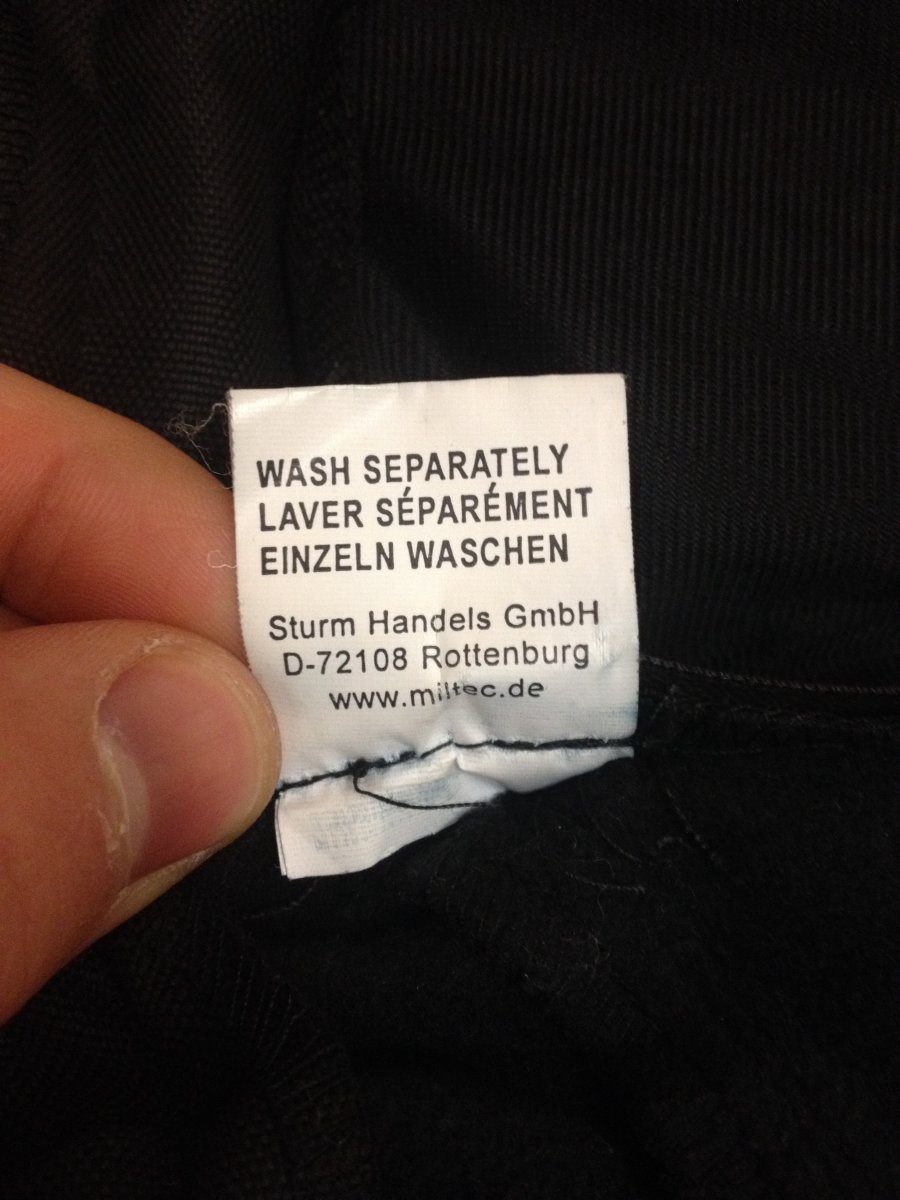 WASH SEPARATELY
LAVER SÉPARÉMENT
EINZELN WASCHEN
Sturm Handels GmbH
D-72108 Rottenburg
www.miltec.de